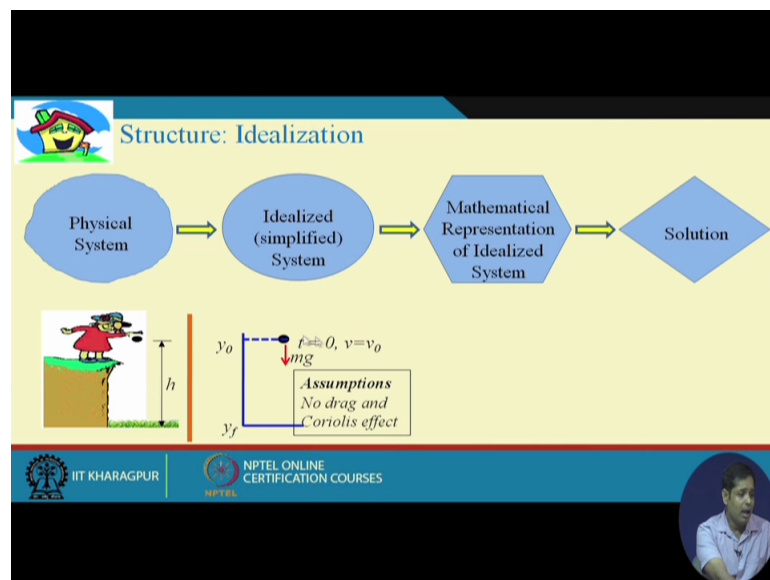 Structure: Idealization
Physical
System
Idealized
(simplified)
System
Mathematical
Representation
of Idealized
System
Solution
h
y₀
t=0, v=v₀
mg
Assumptions
No drag and
Coriolis effect
y_f
IIT KHARAGPUR
NPTEL
NPTEL ONLINE
CERTIFICATION COURSES